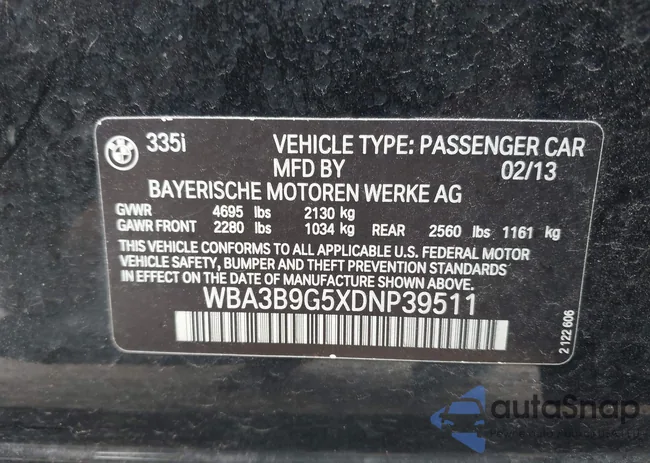 335i VEHICLE TYPE: PASSENGER CAR
MFD BY 02/13
BAYERISCHE MOTOREN WERKE AG
GVWR 4695 lbs 2130 kg
GAWR FRONT 2280 lbs 1034 kg REAR 2560 lbs 1161 kg
THIS VEHICLE CONFORMS TO ALL APPLICABLE U.S. FEDERAL MOTOR
VEHICLE SAFETY, BUMPER AND THEFT PREVENTION STANDARDS
IN EFFECT ON THE DATE OF MANUFACTURE SHOWN ABOVE.
WBA3B9G5XDNP39511
2 122 606
autoSnap